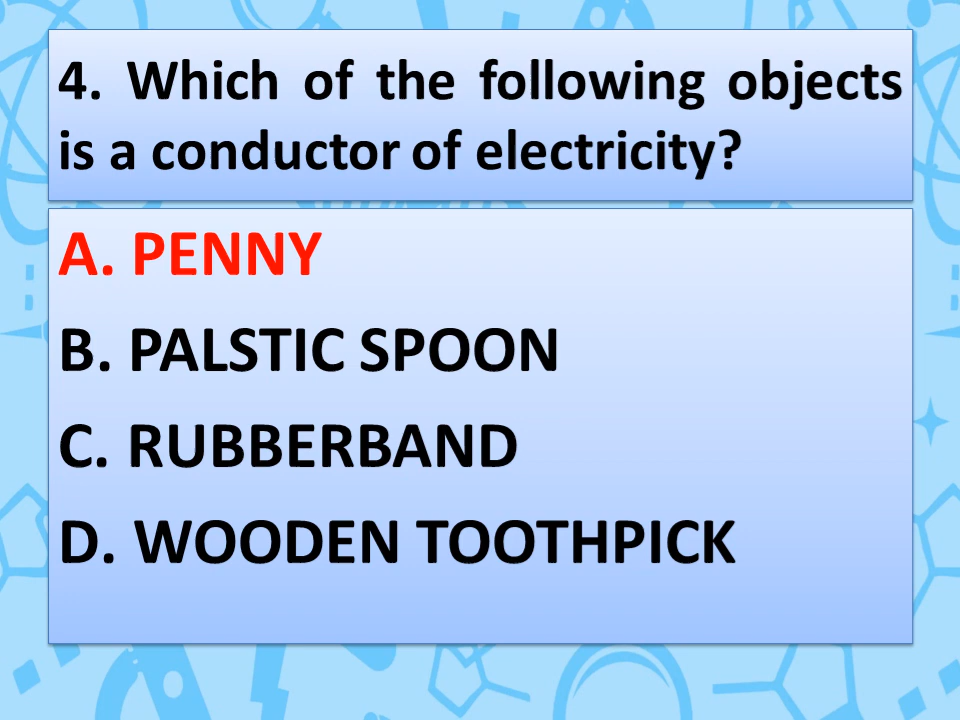 4. Which of the following objects
is a conductor of electricity?
A. PENNY
B. PALSTIC SPOON
C. RUBBERBAND
D. WOODEN TOOTHPICK